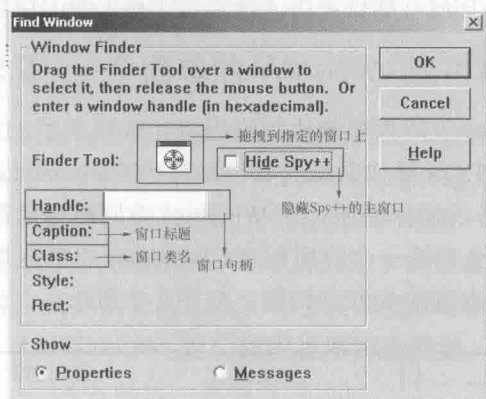 Find Window
Window Finder
Drag the Finder Tool over a window to
select it, then release the mouse button. Or
enter a window handle (in hexadecimal).
OK
Cancel
Help
拖拽到指定的窗口上
Finder Tool:
Hide Spy++
隐藏Spy++的主窗口
Handle:
Caption:
窗口标题
Class:
窗口类名
窗口句柄
Style:
Rect:
Show
Properties
Messages